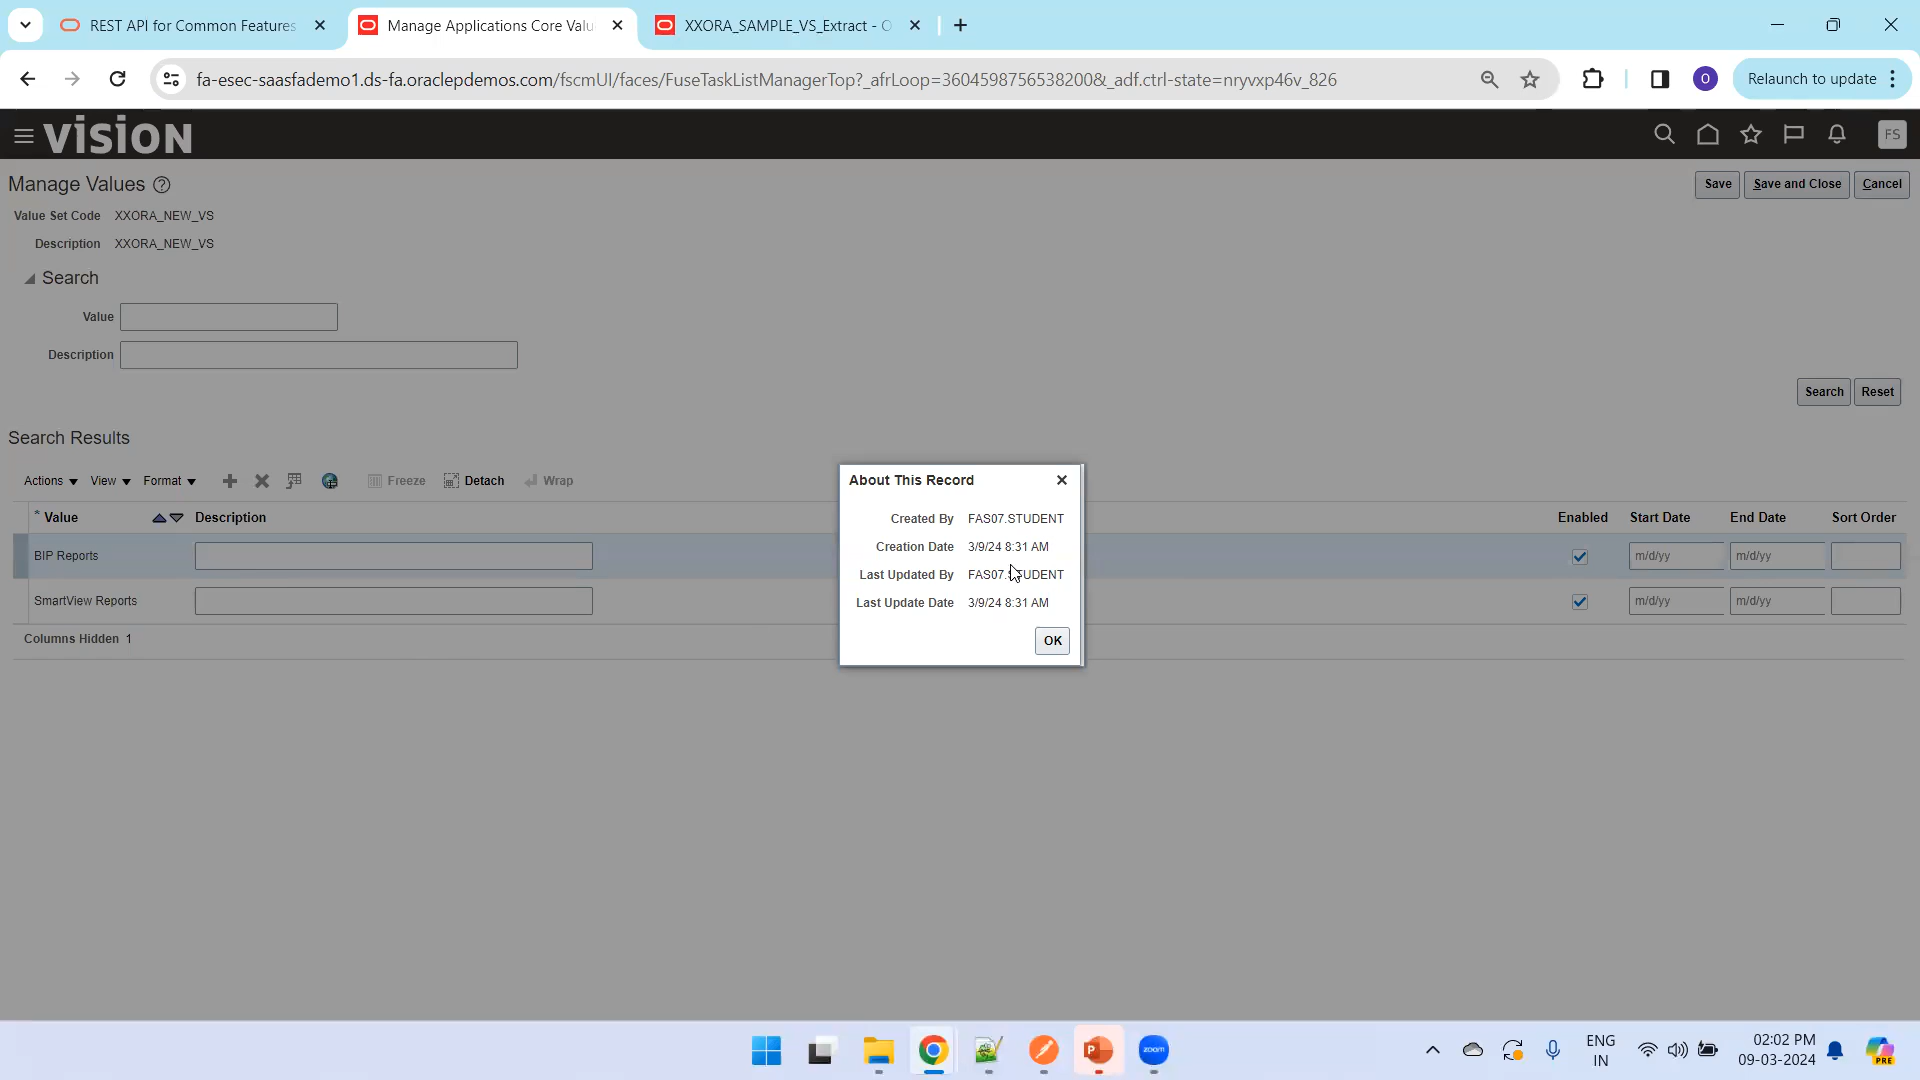 REST API for Common Features
Manage Applications Core Valu
XXORA_SAMPLE_VS_Extract - O
fa-esec-saasfademo1.ds-fa.oraclepdemos.com/fscmUI/faces/FuseTaskListManagerTop?_afrLoop=3604598756538200&_adf.ctrl-state=nryvxp46v_826
O
Relaunch to update
vision
FS
Manage Values
Save
Save and Close
Cancel
Value Set Code XXORA_NEW_VS
Description XXORA_NEW_VS
Search
Value
Description
Search
Reset
Search Results
Actions
View
Format
Freeze
Detach
Wrap
* Value
Description
Enabled
Start Date
End Date
Sort Order
BIP Reports
m/d/yy
m/d/yy
SmartView Reports
m/d/yy
m/d/yy
Columns Hidden 1
About This Record
Created By FAS07.STUDENT
Creation Date 3/9/24 8:31 AM
Last Updated By FAS07.STUDENT
Last Update Date 3/9/24 8:31 AM
OK
zoom
ENG
IN
02:02 PM
09-03-2024
PRE